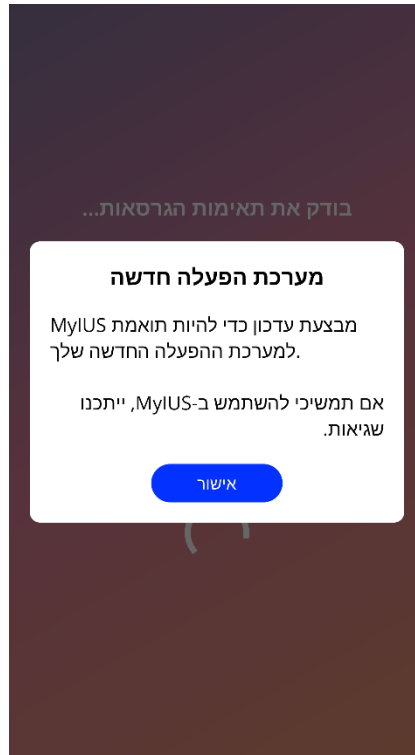 בודק את תאימות הגרסאות...
מערכת הפעלה חדשה
מבצעת עדכון כדי להיות תואמת MyIUS
.למערכת ההפעלה החדשה שלך
אם תמשיכי להשתמש ב-MyIUS, ייתכנו
שגיאות.
אישור